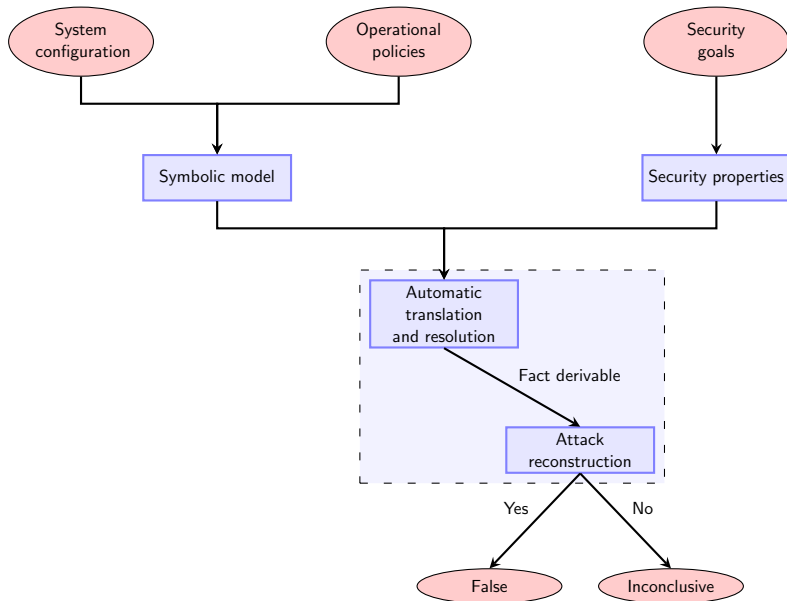 System
configuration
Operational
policies
Security
goals
Symbolic model
Security properties
Automatic
translation
and resolution
Fact derivable
Attack
reconstruction
Yes
No
False
Inconclusive